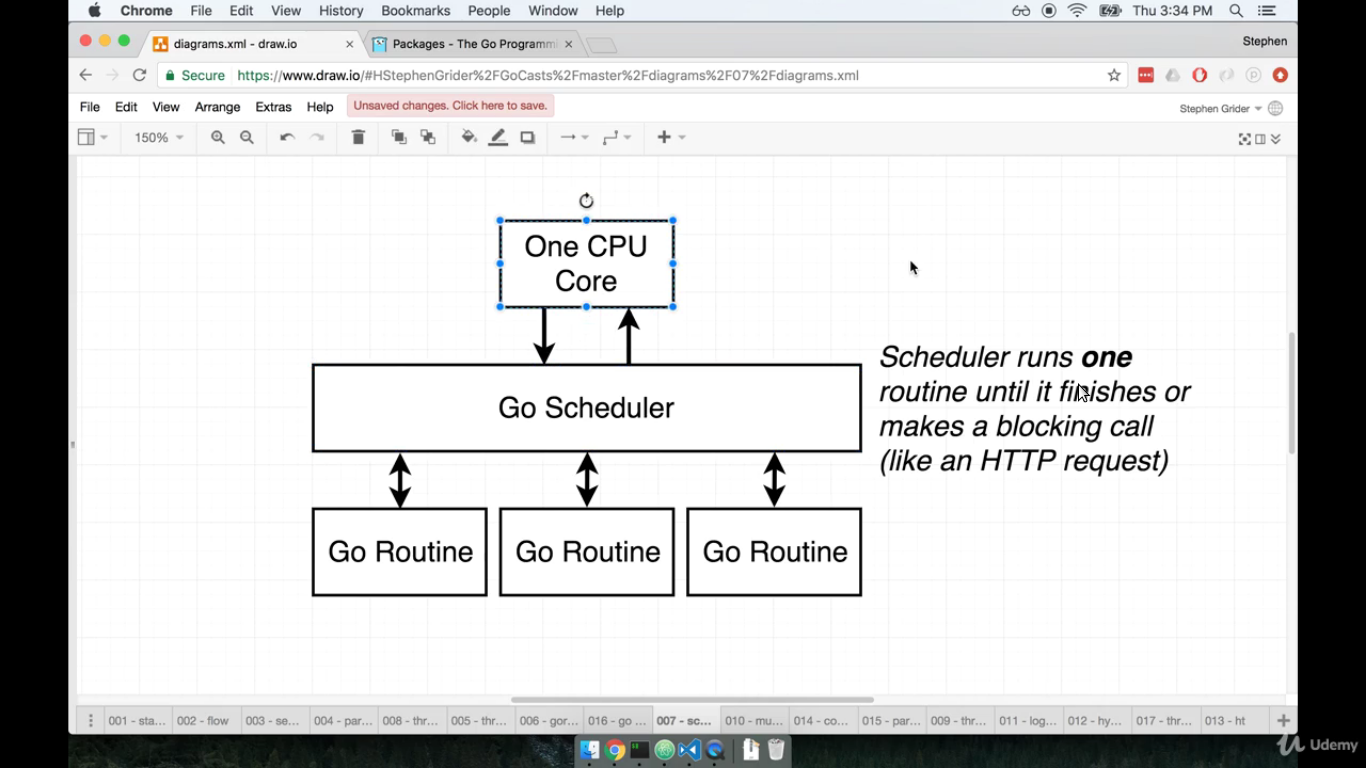 Chrome File Edit View History Bookmarks People Window Help Thu 3:34 PM
diagrams.xml - draw.io Packages - The Go Programmi Stephen
Secure https://www.draw.io/#HStephenGrider%2FGoCasts%2Fmaster%2Fdiagrams%2F07%2Fdiagrams.xml
File Edit View Arrange Extras Help Unsaved changes. Click here to save. Stephen Grider
150%
One CPU
Core
Scheduler runs one
routine until it finishes or
makes a blocking call
(like an HTTP request)
Go Scheduler
Go Routine Go Routine Go Routine
001 - sta... 002 - flow 003 - se... 004 - par... 008 - thr... 005 - thr... 006 - gor... 016 - go ... 007 - sc... 010 - mu... 014 - co... 015 - par... 009 - thr... 011 - log... 012 - hy... 017 - thr... 013 - ht
Udemy